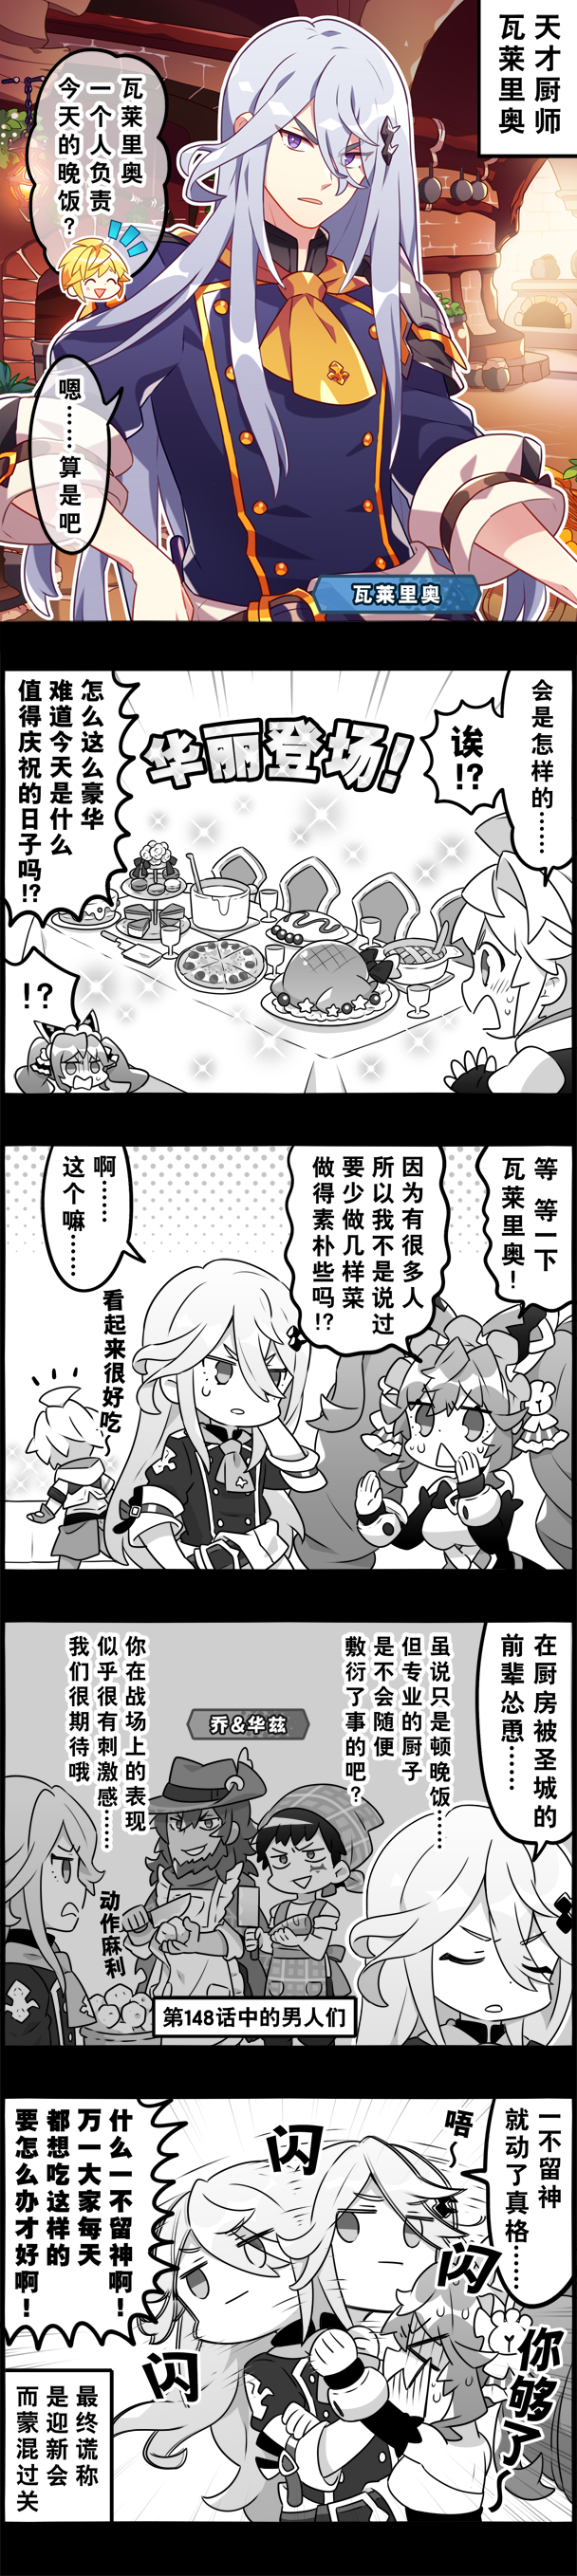 天才厨师
瓦莱里奥
瓦莱里奥
一个人负责
今天的晚饭？
嗯……算是吧
瓦莱里奥
会是怎样的……
诶!?
华丽登场!
怎么这么豪华
难道今天是什么
值得庆祝的日子吗!?
!?
等 等一下
瓦莱里奥！
因为有很多人
所以我不是说过
要少做几样菜
做得素朴些吗!?
啊……
这个嘛……
看起来很好吃~
在厨房被圣城的
前辈怂恿……
虽说只是顿晚饭……
但专业的厨子
是不会随便
敷衍了事的吧？
乔&华兹
你在战场上的表现
似乎很有刺激感……
我们很期待哦
动作麻利
第148话中的男人们
一不留神
就动了真格……
唔~
闪
闪
闪
你够了~
什么一不留神啊！
万一大家每天
都想吃这样的
要怎么办才好啊！
最终谎称
是迎新会
而蒙混过关